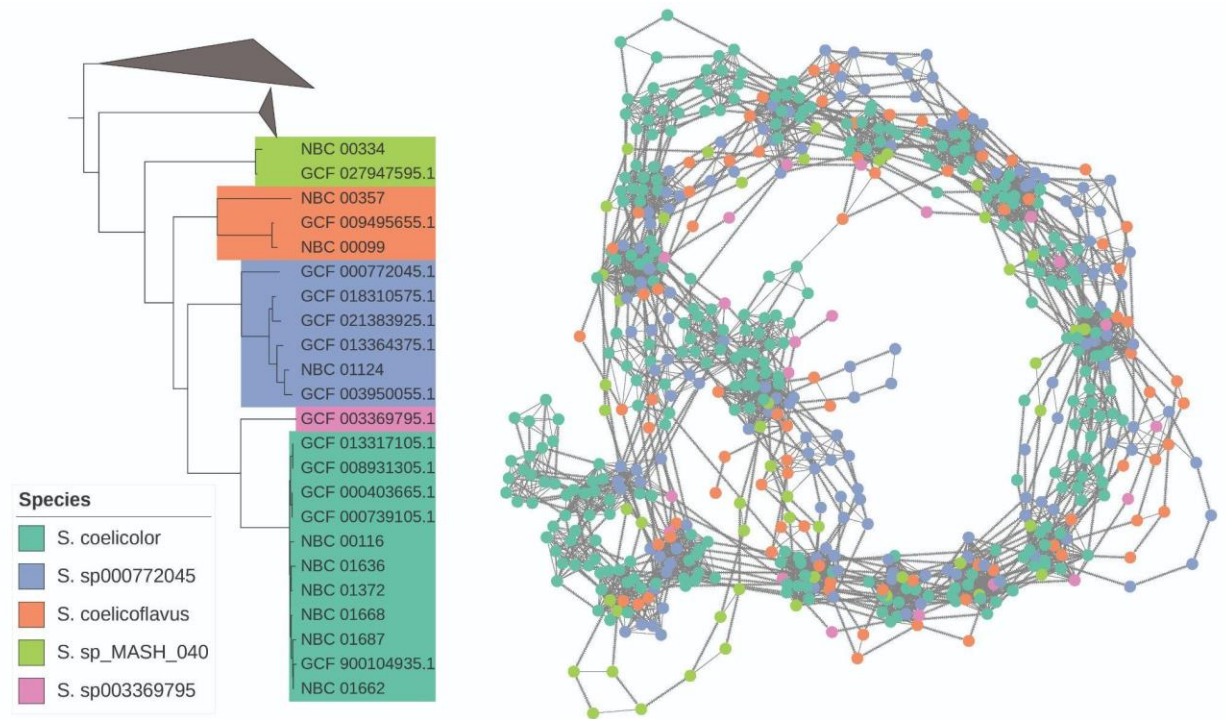 NBC 00334
GCF 027947595.1
NBC 00357
GCF 009495655.1
NBC 00099
GCF 000772045.1
GCF 018310575.1
GCF 021383925.1
GCF 013364375.1
NBC 01124
GCF 003950055.1
GCF 003369795.1
GCF 013317105.1
GCF 008931305.1
GCF 000403665.1
GCF 000739105.1
NBC 00116
NBC 01636
NBC 01372
NBC 01668
NBC 01687
GCF 900104935.1
NBC 01662
Species
S. coelicolor
S. sp000772045
S. coelicoflavus
S. sp_MASH_040
S. sp003369795